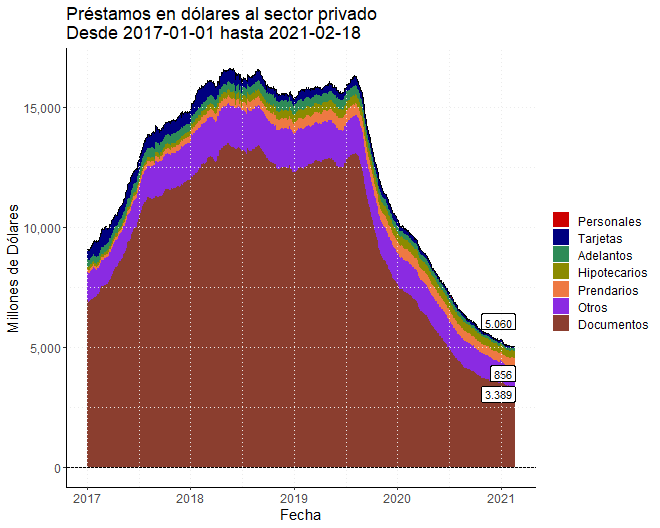 Préstamos en dólares al sector privado
Desde 2017-01-01 hasta 2021-02-18
Millones de Dólares
15,000
10,000
5,000
0
5.060
856
3.389
2017
2018
2019
2020
2021
Fecha
Personales
Tarjetas
Adelantos
Hipotecarios
Prendarios
Otros
Documentos